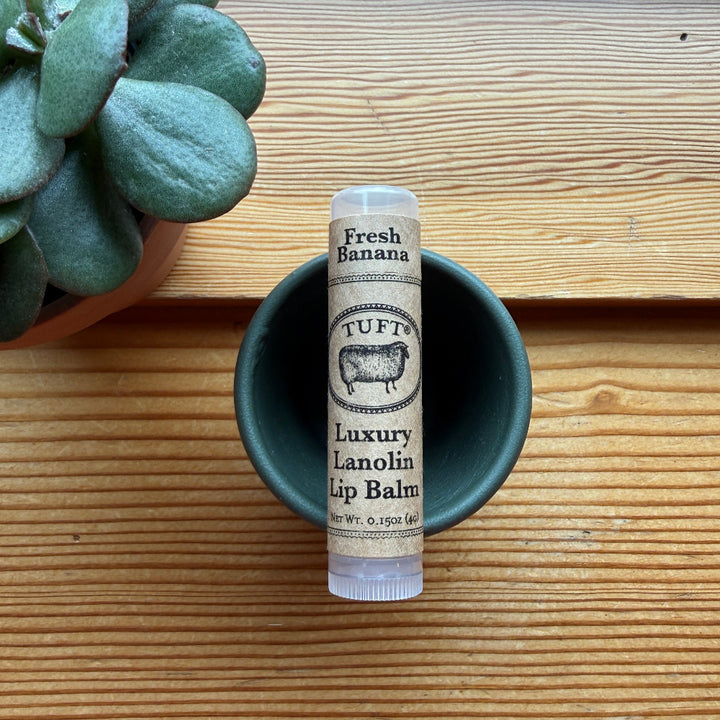 Fresh
Banana
TUFT®
Luxury
Lanolin
Lip Balm
Net Wt. 0.15oz (4g)